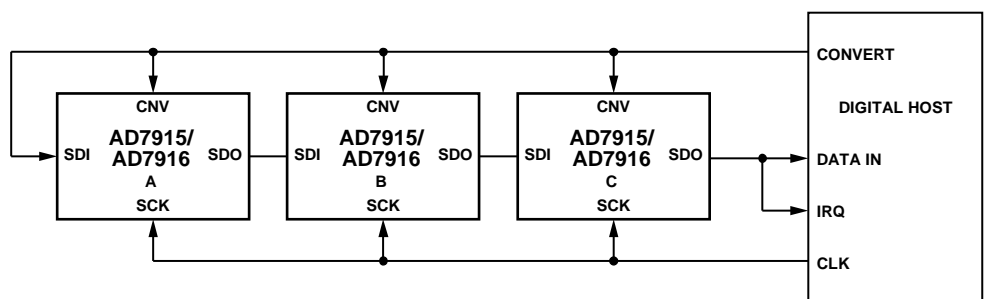 CONVERT
CNV
CNV
CNV
DIGITAL HOST
AD7915/
AD7916
AD7915/
AD7916
AD7915/
AD7916
SDI
SDO
SDI
SDO
SDI
SDO
DATA IN
A
B
C
SCK
SCK
SCK
IRQ
CLK